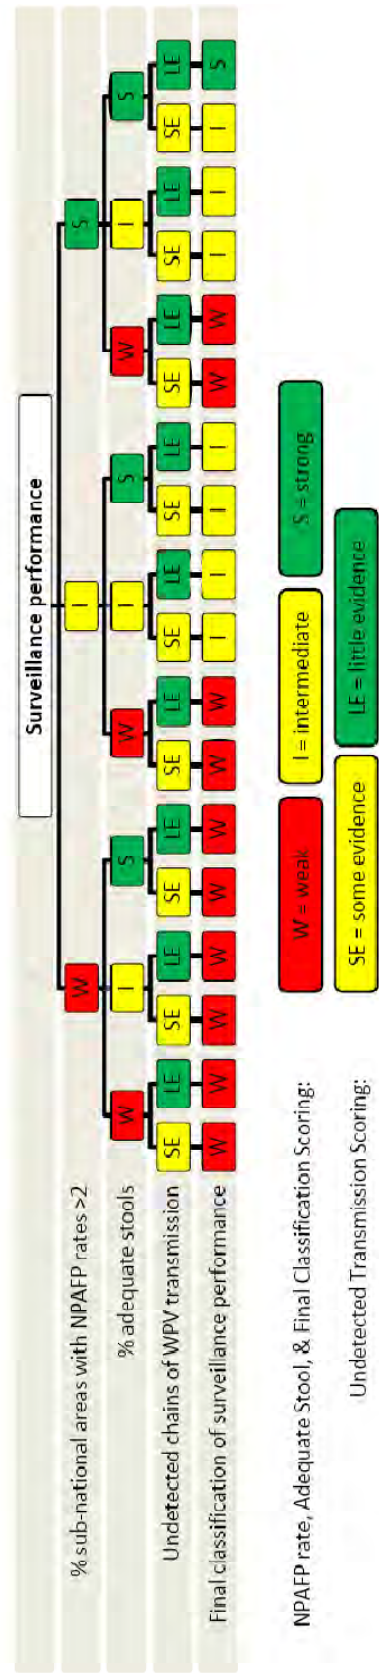 Surveillance performance
% sub-national areas with NPAFP rates >2 W I S
% adequate stools W I S W I S W I S
Undetected chains of WPV transmission SE LE SE LE SE LE SE LE SE LE SE LE SE LE SE LE SE LE
Final classification of surveillance performance W W W W W W W W I I I I W W I I I S
NPAFP rate, Adequate Stool, & Final Classification Scoring: W = weak I = intermediate S = strong
Undetected Transmission Scoring: SE = some evidence LE = little evidence